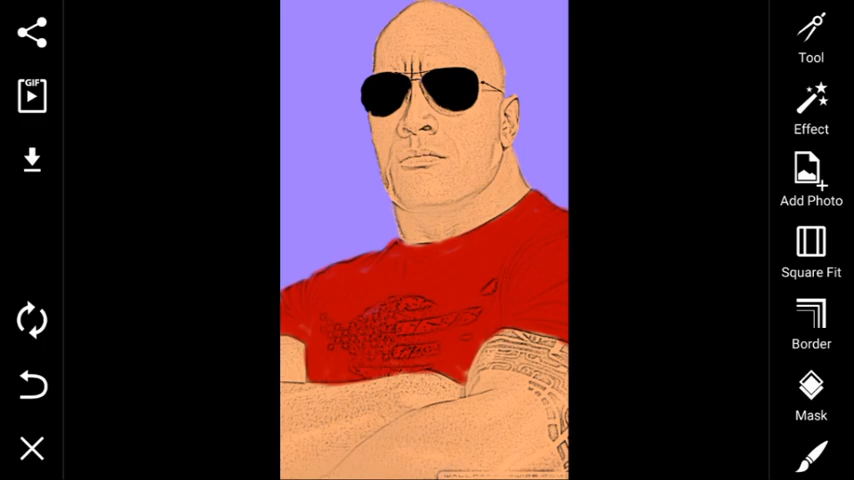 GIF
Tool
Effect
Add Photo
Square Fit
Border
Mask